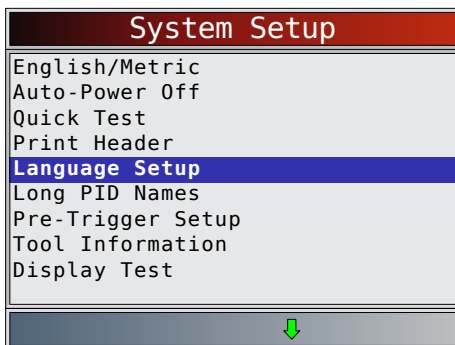 System Setup
English/Metric
Auto-Power Off
Quick Test
Print Header
Language Setup
Long PID Names
Pre-Trigger Setup
Tool Information
Display Test